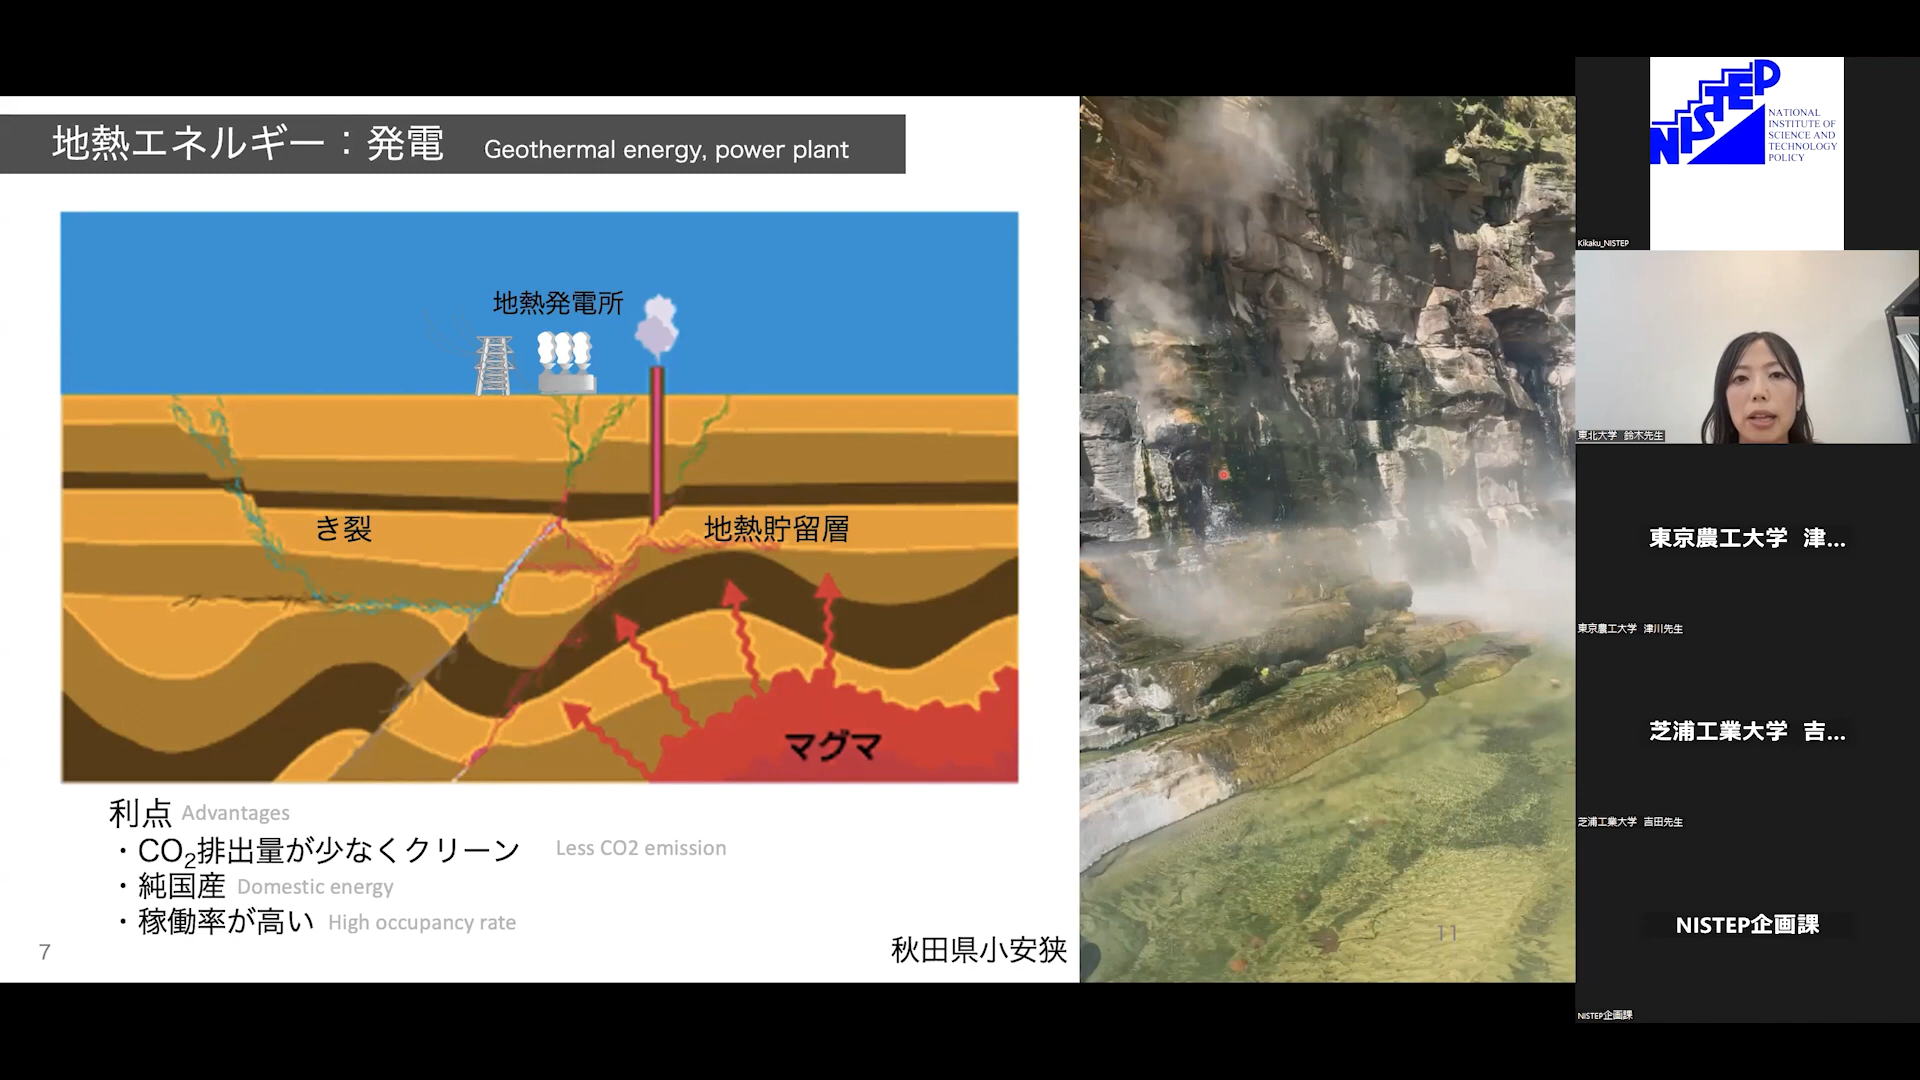 地熱エネルギー：発電 Geothermal energy, power plant
地熱発電所
き裂
地熱貯留層
マグマ
利点 Advantages
・CO₂排出量が少なくクリーン Less CO2 emission
・純国産 Domestic energy
・稼働率が高い High occupancy rate
7
秋田県小安狭
11
NISTEP
NATIONAL
INSTITUTE OF
SCIENCE AND
TECHNOLOGY
POLICY
Kikaku_NISTEP
東北大学 鈴木先生
東京農工大学 津...
東京農工大学 津川先生
芝浦工業大学 吉...
芝浦工業大学 吉田先生
NISTEP企画課
NISTEP企画課